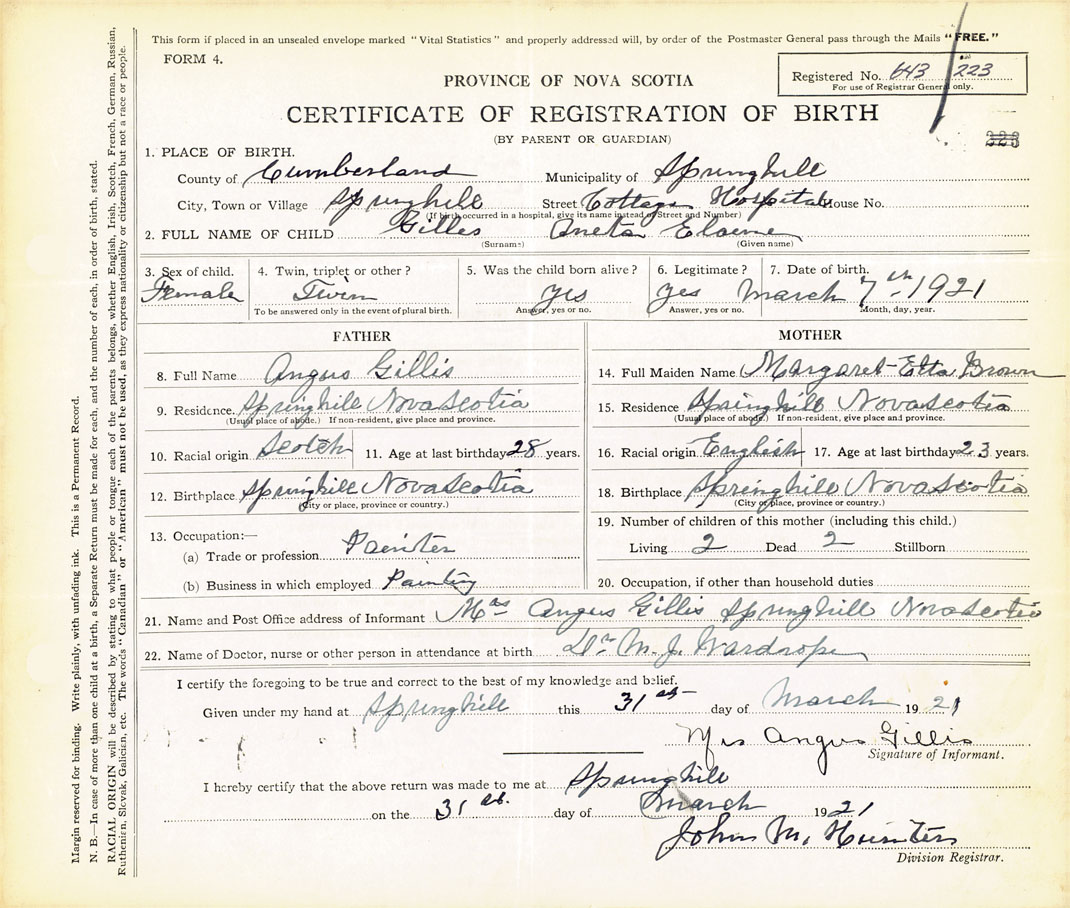 This form if placed in an unsealed envelope marked "Vital Statistics" and properly addressed will, by order of the Postmaster General pass through the Mails "FREE."
FORM 4.
Registered No. 643 223
For use of Registrar General only.
PROVINCE OF NOVA SCOTIA
CERTIFICATE OF REGISTRATION OF BIRTH
(BY PARENT OR GUARDIAN)
223
1. PLACE OF BIRTH.
County of Cumberland Municipality of Springhill
City, Town or Village Springhill Street Cottage Hospital House No.
(If birth occurred in a hospital, give its name instead of Street and Number)
2. FULL NAME OF CHILD Gilles Aneta Elaine
(Surname) (Given name)
3. Sex of child. 4. Twin, triplet or other? 5. Was the child born alive? 6. Legitimate? 7. Date of birth.
Female Twin yes yes March 7th 1921
To be answered only in the event of plural birth. Answer, yes or no. Answer, yes or no. Month, day, year.
FATHER
8. Full Name Angus Gillis
9. Residence. Springhill Nova Scotia
(Usual place of abode.) If non-resident, give place and province.
10. Racial origin Scotch 11. Age at last birthday 28 years.
12. Birthplace Springhill Nova Scotia
(City or place, province or country.)
13. Occupation:—
(a) Trade or profession Painter
(b) Business in which employed Painting
MOTHER
14. Full Maiden Name Margaret Etta Brown
15. Residence Springhill Nova Scotia
(Usual place of abode.) If non-resident, give place and province.
16. Racial origin English 17. Age at last birthday 23 years.
18. Birthplace Springhill Nova Scotia
(City or place, province or country.)
19. Number of children of this mother (including this child.)
Living 2 Dead 2 Stillborn
20. Occupation, if other than household duties
21. Name and Post Office address of Informant Mrs Angus Gillis Springhill Nova Scotia
22. Name of Doctor, nurse or other person in attendance at birth Dr M. J. Wardrope
I certify the foregoing to be true and correct to the best of my knowledge and belief.
Given under my hand at Springhill this 31st day of March 1921
Mrs Angus Gillis
Signature of Informant.
I hereby certify that the above return was made to me at Springhill
on the 31st. day of March 1921
John M. Hunter
Division Registrar.
Margin reserved for binding. Write plainly, with unfading ink. This is a Permanent Record.
N. B.—In case of more than one child at a birth, a Separate Return must be made for each, and the number of each, in order of birth, stated.
RACIAL ORIGIN will be described by stating to what people or tongue each of the parents belongs, whether English, Irish, Scotch, French, German, Russian,
Ruthenian, Slovak, Galician, etc. The words "Canadian" or "American" must not be used, as they express nationality or citizenship but not a race or people.